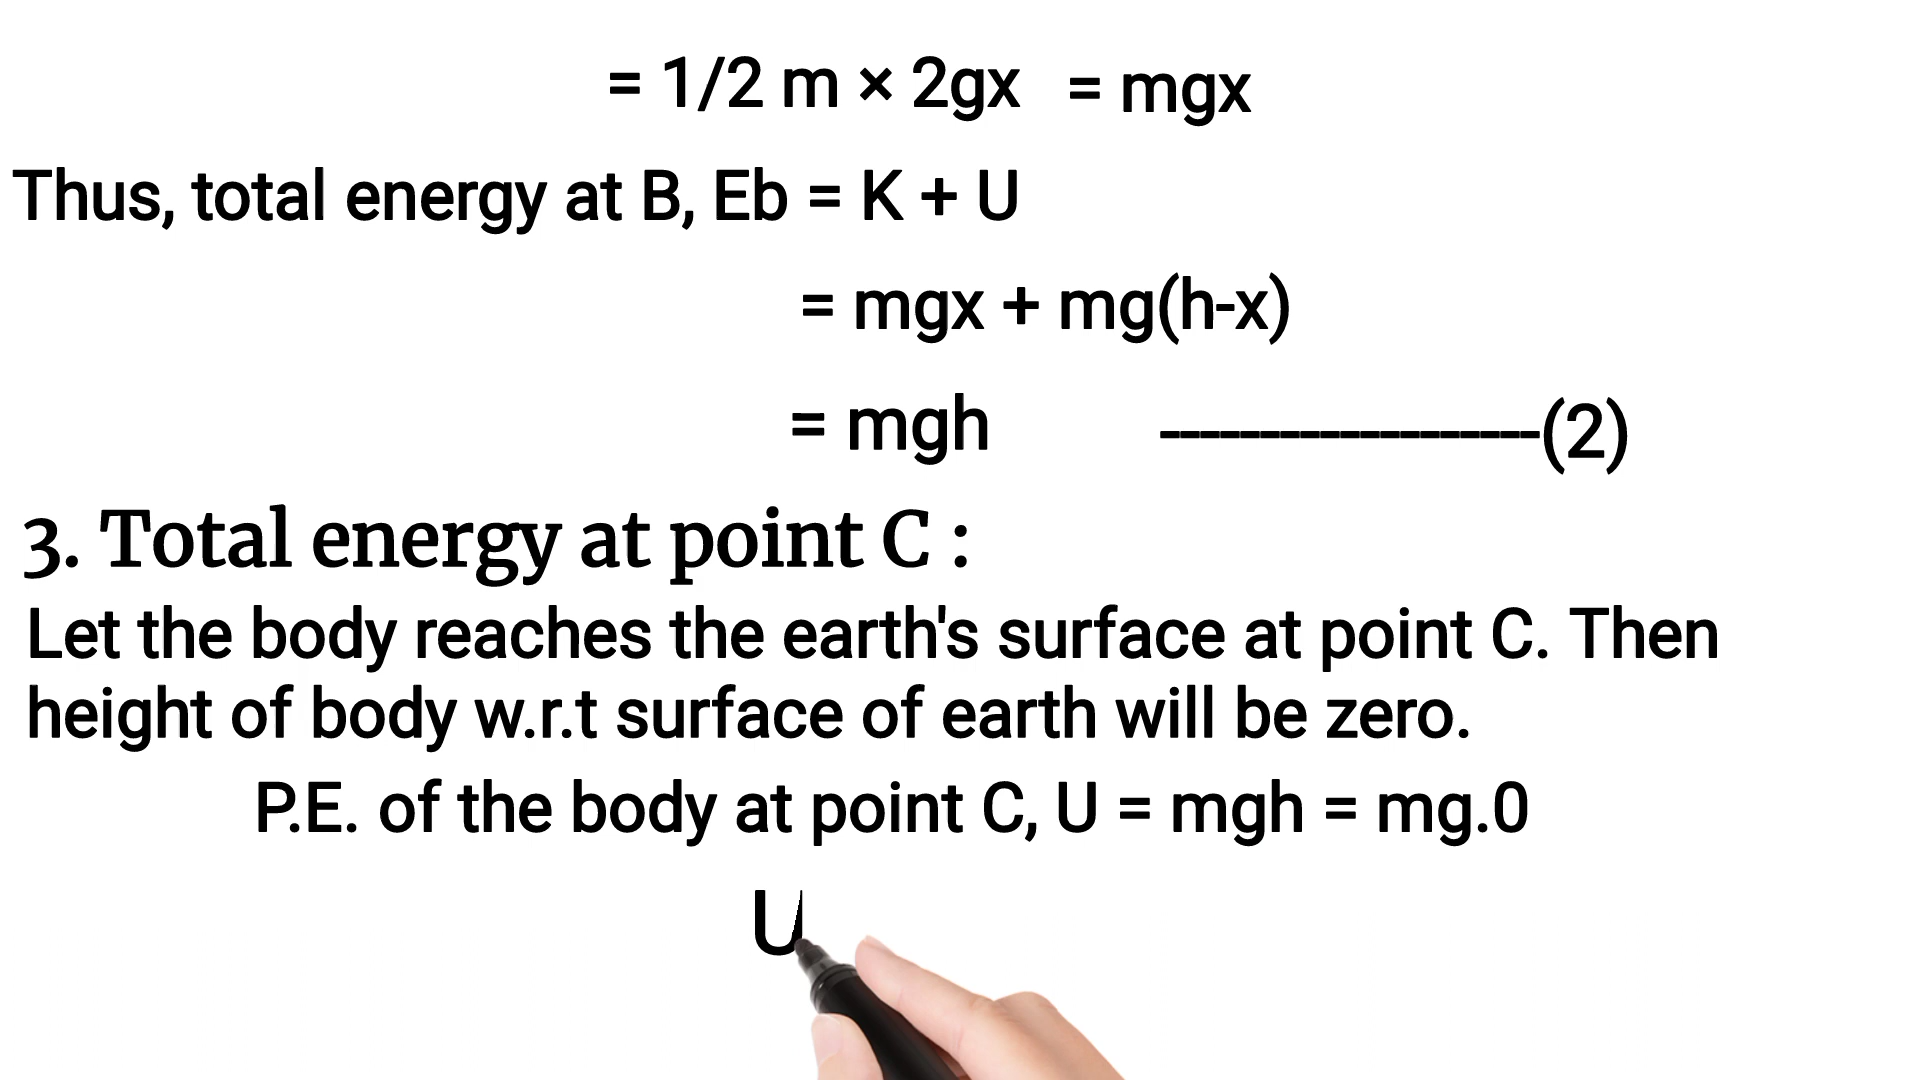 = 1/2 m × 2gx = mgx
Thus, total energy at B, Eb = K + U
= mgx + mg(h-x)
= mgh -------------------(2)
3. Total energy at point C :
Let the body reaches the earth's surface at point C. Then
height of body w.r.t surface of earth will be zero.
P.E. of the body at point C, U = mgh = mg.0
U